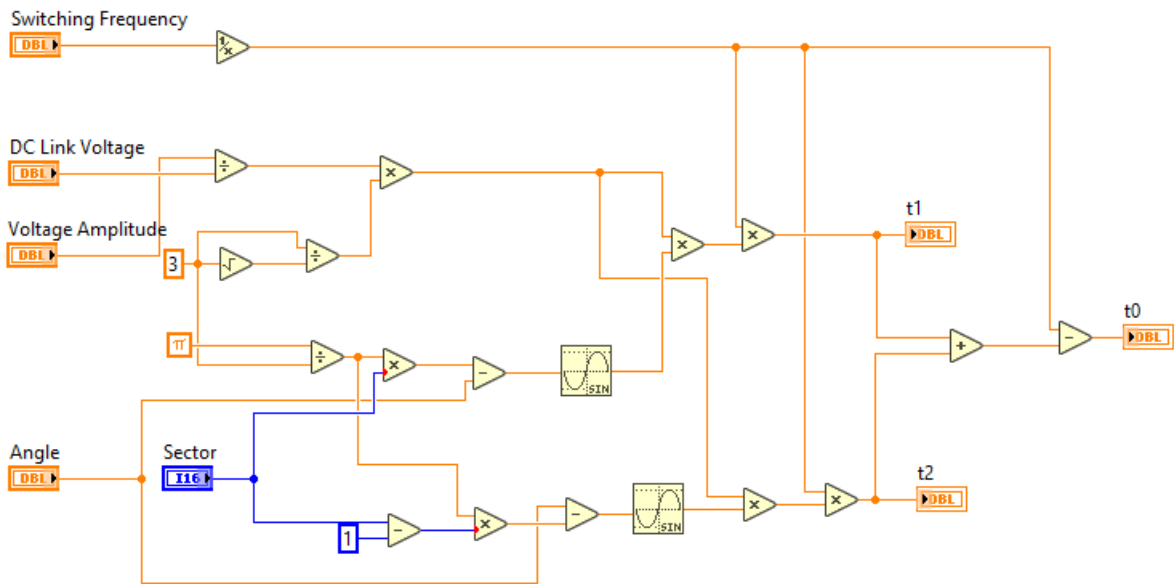 Switching Frequency
DBL
1/x
DC Link Voltage
DBL
÷
×
Voltage Amplitude
DBL
3
√
÷
×
×
t1
DBL
π
÷
×
−
SIN
+
−
t0
DBL
Angle
DBL
Sector
I16
1
−
×
−
SIN
×
×
t2
DBL